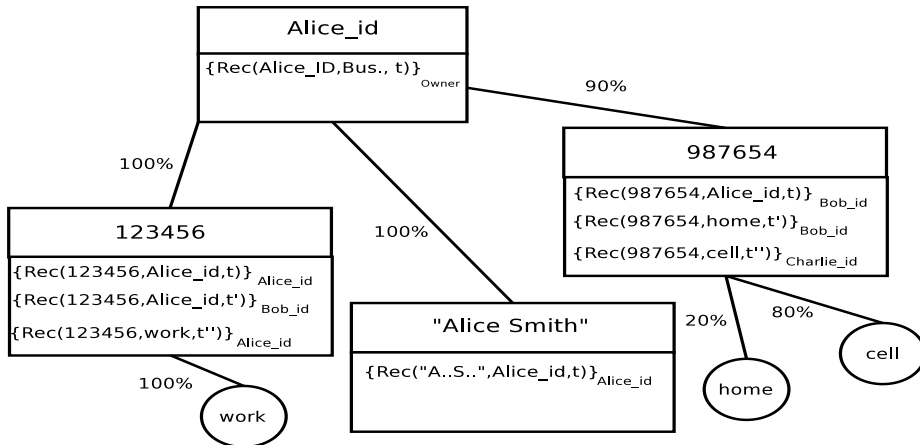 Alice_id
{Rec(Alice_ID,Bus., t)}Owner
90%
100%
987654
{Rec(987654,Alice_id,t)}Bob_id
{Rec(987654,home,t')}Bob_id
{Rec(987654,cell,t'')}Charlie_id
123456
{Rec(123456,Alice_id,t)}Alice_id
{Rec(123456,Alice_id,t')}Bob_id
{Rec(123456,work,t'')}Alice_id
100%
"Alice Smith"
{Rec("A..S..",Alice_id,t)}Alice_id
20%
80%
100%
work
home
cell